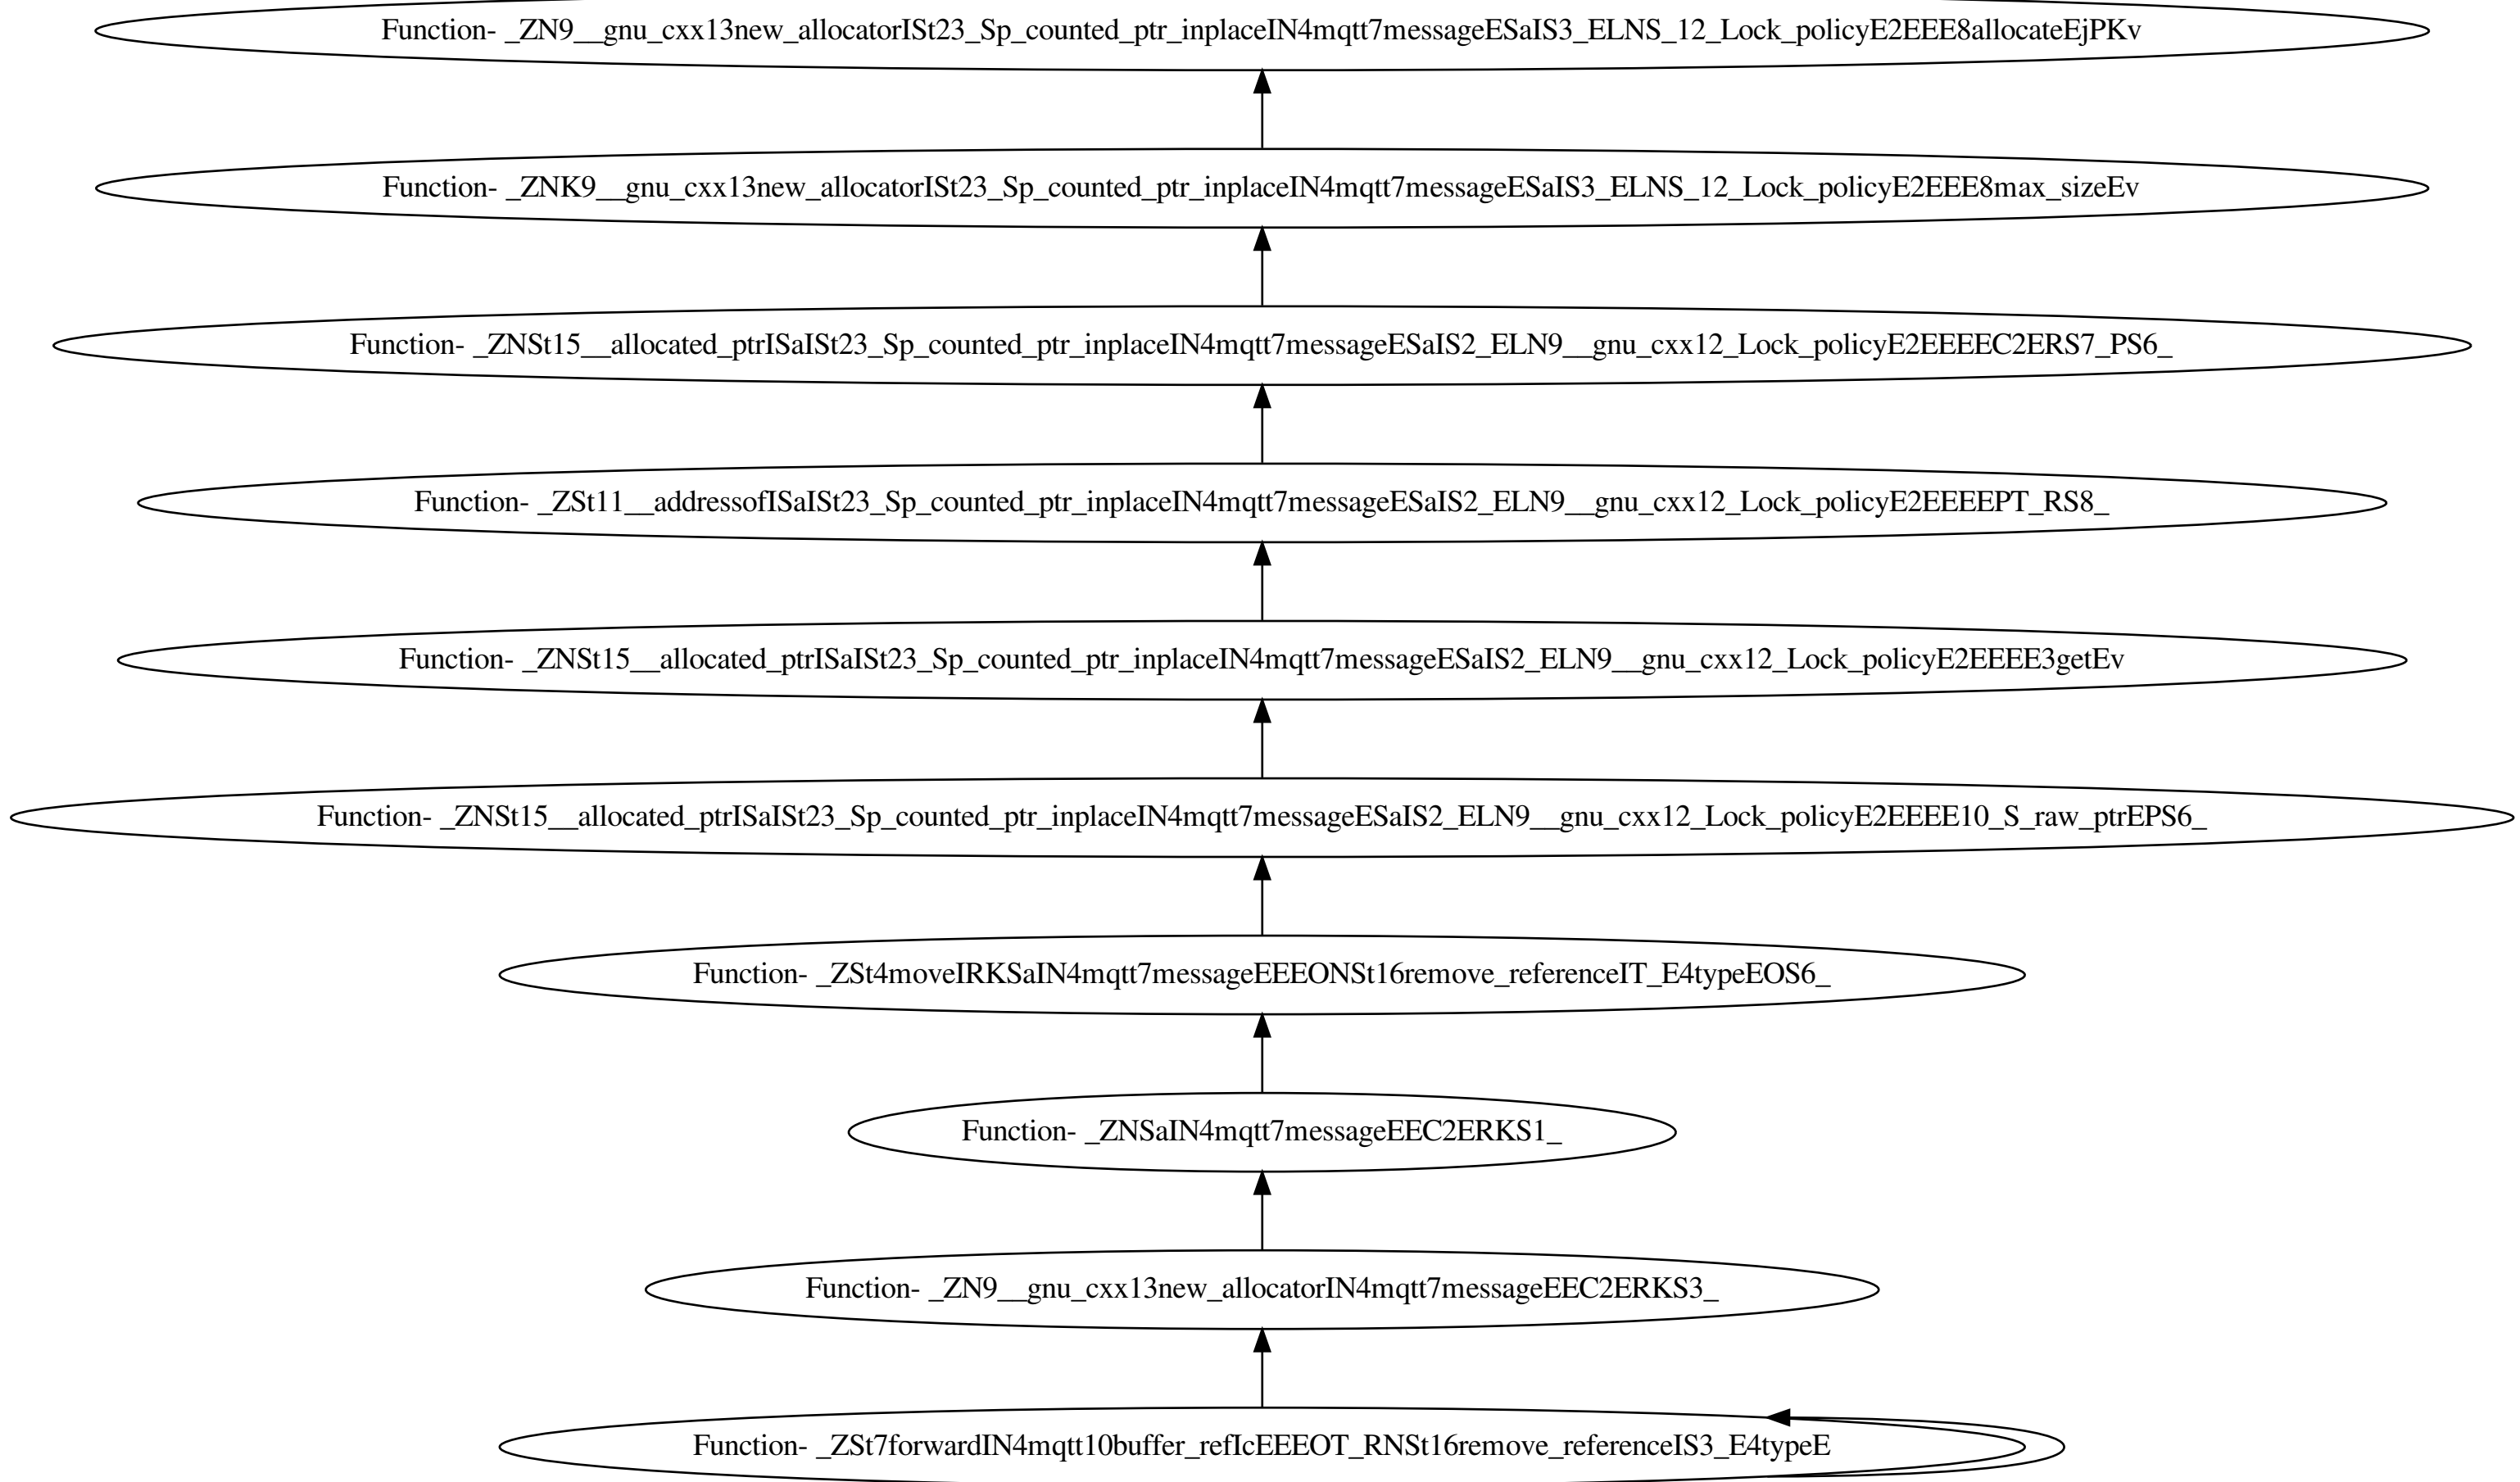 Function- _ZN9__gnu_cxx13new_allocatorISt23_Sp_counted_ptr_inplaceIN4mqtt7messageESaIS3_ELNS_12_Lock_policyE2EEE8allocateEjPKv
Function- _ZNK9__gnu_cxx13new_allocatorISt23_Sp_counted_ptr_inplaceIN4mqtt7messageESaIS3_ELNS_12_Lock_policyE2EEE8max_sizeEv
Function- _ZNSt15__allocated_ptrISaISt23_Sp_counted_ptr_inplaceIN4mqtt7messageESaIS2_ELN9__gnu_cxx12_Lock_policyE2EEEEC2ERS7_PS6_
Function- _ZSt11__addressofISaISt23_Sp_counted_ptr_inplaceIN4mqtt7messageESaIS2_ELN9__gnu_cxx12_Lock_policyE2EEEEPT_RS8_
Function- _ZNSt15__allocated_ptrISaISt23_Sp_counted_ptr_inplaceIN4mqtt7messageESaIS2_ELN9__gnu_cxx12_Lock_policyE2EEEE3getEv
Function- _ZNSt15__allocated_ptrISaISt23_Sp_counted_ptr_inplaceIN4mqtt7messageESaIS2_ELN9__gnu_cxx12_Lock_policyE2EEEE10_S_raw_ptrEPS6_
Function- _ZSt4moveIRKSaIN4mqtt7messageEEEONSt16remove_referenceIT_E4typeEOS6_
Function- _ZNSaIN4mqtt7messageEEC2ERKS1_
Function- _ZN9__gnu_cxx13new_allocatorIN4mqtt7messageEEC2ERKS3_
Function- _ZSt7forwardIN4mqtt10buffer_refIcEEEOT_RNSt16remove_referenceIS3_E4typeE